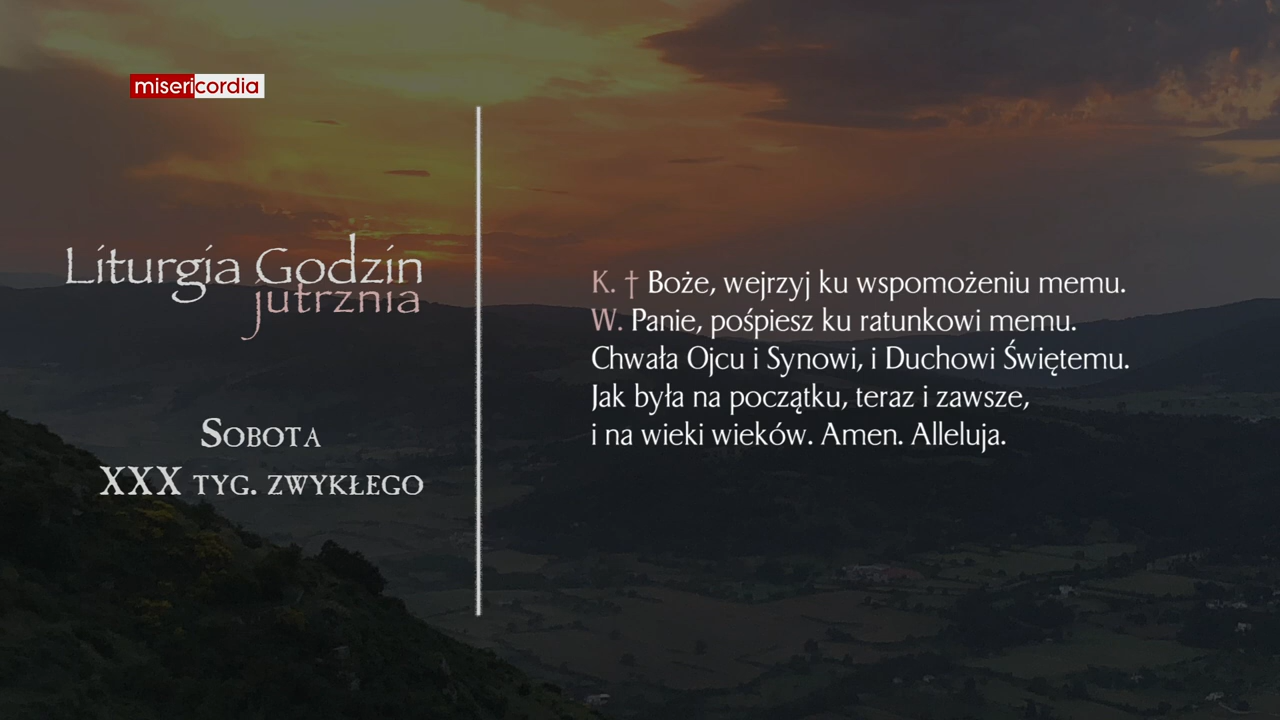 misericordia
Liturgia Godzin
jutrznia
Sobota
XXX tyg. zwykłego
K. † Boże, wejrzyj ku wspomożeniu memu.
W. Panie, pośpiesz ku ratunkowi memu.
Chwała Ojcu i Synowi, i Duchowi Świętemu.
Jak była na początku, teraz i zawsze,
i na wieki wieków. Amen. Alleluja.